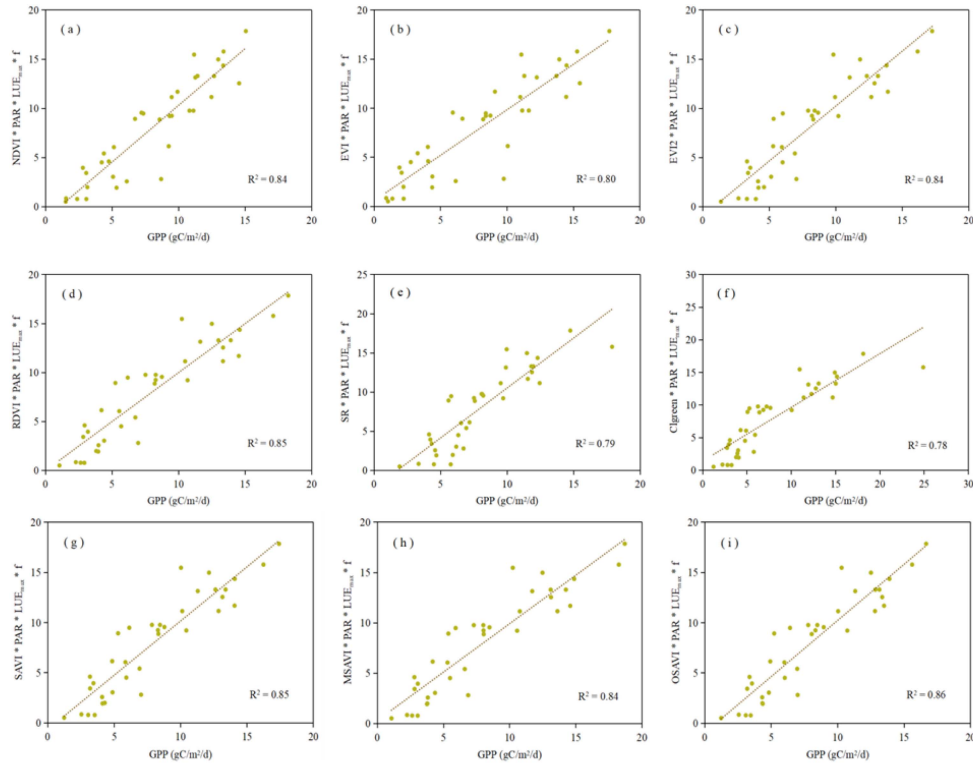 ( a )
NDVI * PAR * LUEmax * f
20
15
10
5
0
R² = 0.84
0 5 10 15 20
GPP (gC/m²/d)
( b )
EVI * PAR * LUEmax * f
20
15
10
5
0
R² = 0.80
0 5 10 15 20
GPP (gC/m²/d)
( c )
EVI2 * PAR * LUEmax * f
20
15
10
5
0
R² = 0.84
0 5 10 15 20
GPP (gC/m²/d)
( d )
RDVI * PAR * LUEmax * f
20
15
10
5
0
R² = 0.85
0 5 10 15 20
GPP (gC/m²/d)
( e )
SR * PAR * LUEmax * f
25
20
15
10
5
0
R² = 0.79
0 5 10 15 20
GPP (gC/m²/d)
( f )
CIgreen * PAR * LUEmax * f
25
20
15
10
5
0
R² = 0.78
0 5 10 15 20 25 30
GPP (gC/m²/d)
( g )
SAVI * PAR * LUEmax * f
20
15
10
5
0
R² = 0.85
0 5 10 15 20
GPP (gC/m²/d)
( h )
MSAVI * PAR * LUEmax * f
20
15
10
5
0
R² = 0.84
0 5 10 15 20
GPP (gC/m²/d)
( i )
OSAVI * PAR * LUEmax * f
20
15
10
5
0
R² = 0.86
0 5 10 15 20
GPP (gC/m²/d)